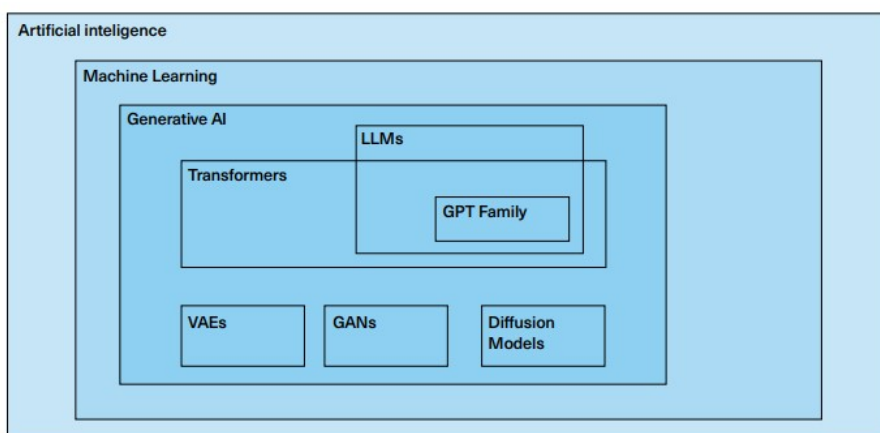 Artificial inteligence
Machine Learning
Generative AI
LLMs
Transformers
GPT Family
VAEs
GANs
Diffusion
Models